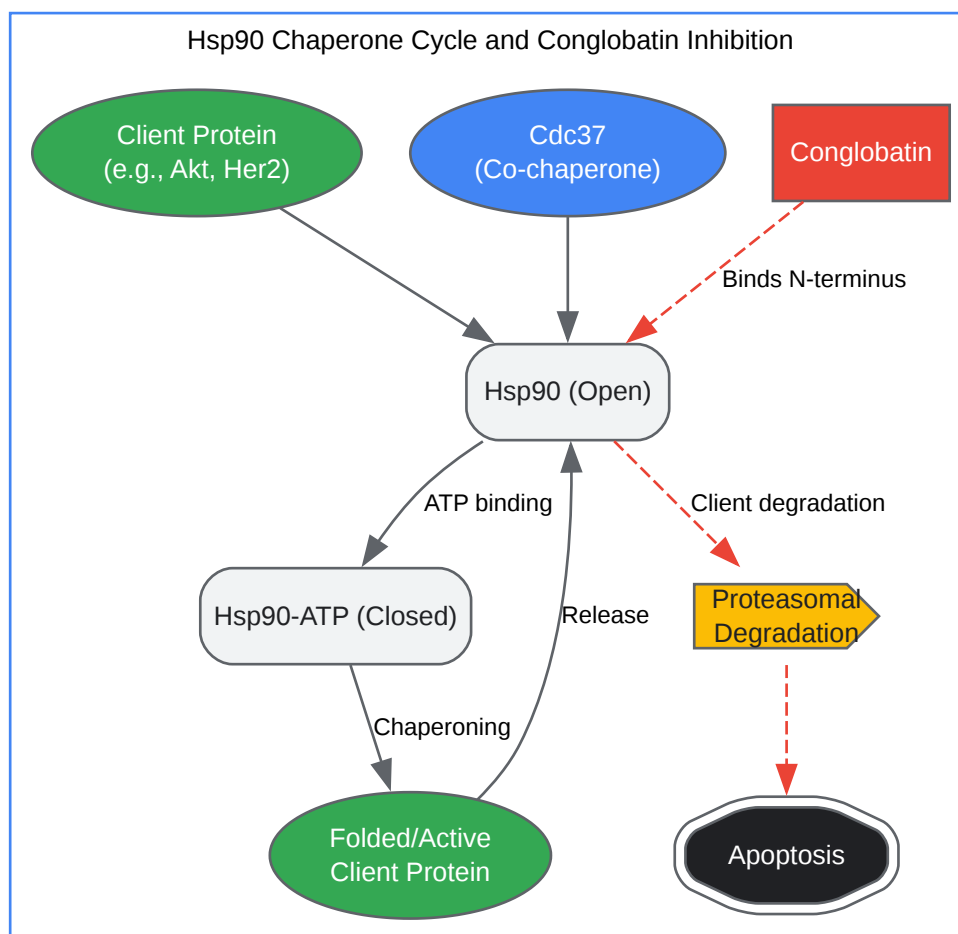 Hsp90 Chaperone Cycle and Conglobatin Inhibition
Client Protein
(e.g., Akt, Her2)
Cdc37
(Co-chaperone)
Conglobatin
Binds N-terminus
Hsp90 (Open)
ATP binding
Client degradation
Hsp90-ATP (Closed)
Release
Proteasomal
Degradation
Chaperoning
Folded/Active
Client Protein
Apoptosis